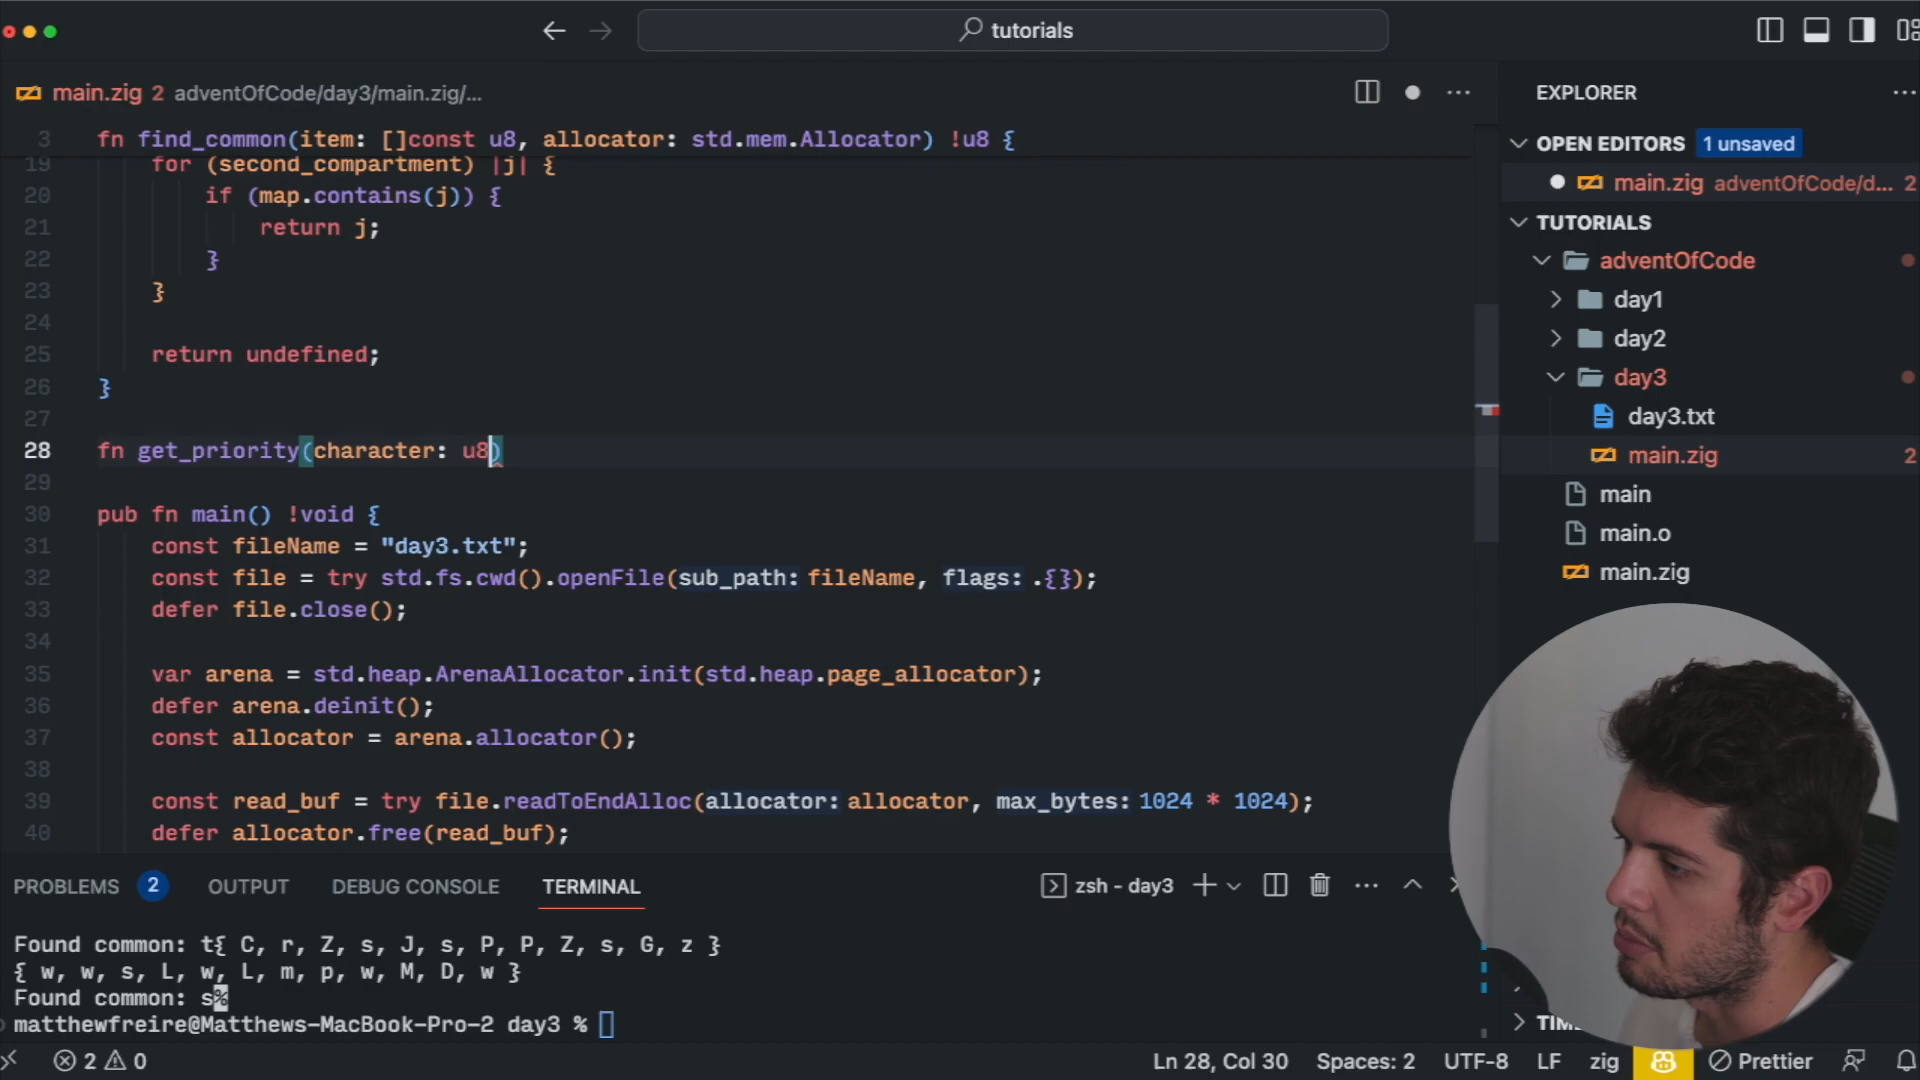 tutorials
main.zig 2 adventOfCode/day3/main.zig/...
3 fn find_common(item: []const u8, allocator: std.mem.Allocator) !u8 {
19 for (second_compartment) |j| {
20 if (map.contains(j)) {
21 return j;
22 }
23 }
24
25 return undefined;
26 }
27
28 fn get_priority(character: u8)
29
30 pub fn main() !void {
31 const fileName = "day3.txt";
32 const file = try std.fs.cwd().openFile(sub_path: fileName, flags: .{});
33 defer file.close();
34
35 var arena = std.heap.ArenaAllocator.init(std.heap.page_allocator);
36 defer arena.deinit();
37 const allocator = arena.allocator();
38
39 const read_buf = try file.readToEndAlloc(allocator: allocator, max_bytes: 1024 * 1024);
40 defer allocator.free(read_buf);
EXPLORER
OPEN EDITORS 1 unsaved
main.zig adventOfCode/d... 2
TUTORIALS
adventOfCode
day1
day2
day3
day3.txt
main.zig 2
main
main.o
main.zig
PROBLEMS 2 OUTPUT DEBUG CONSOLE TERMINAL zsh - day3
Found common: t{ C, r, Z, s, J, s, P, P, Z, s, G, z }
{ w, w, s, L, w, L, m, p, w, M, D, w }
Found common: s%
matthewfreire@Matthews-MacBook-Pro-2 day3 %
2 0 Ln 28, Col 30 Spaces: 2 UTF-8 LF zig Prettier